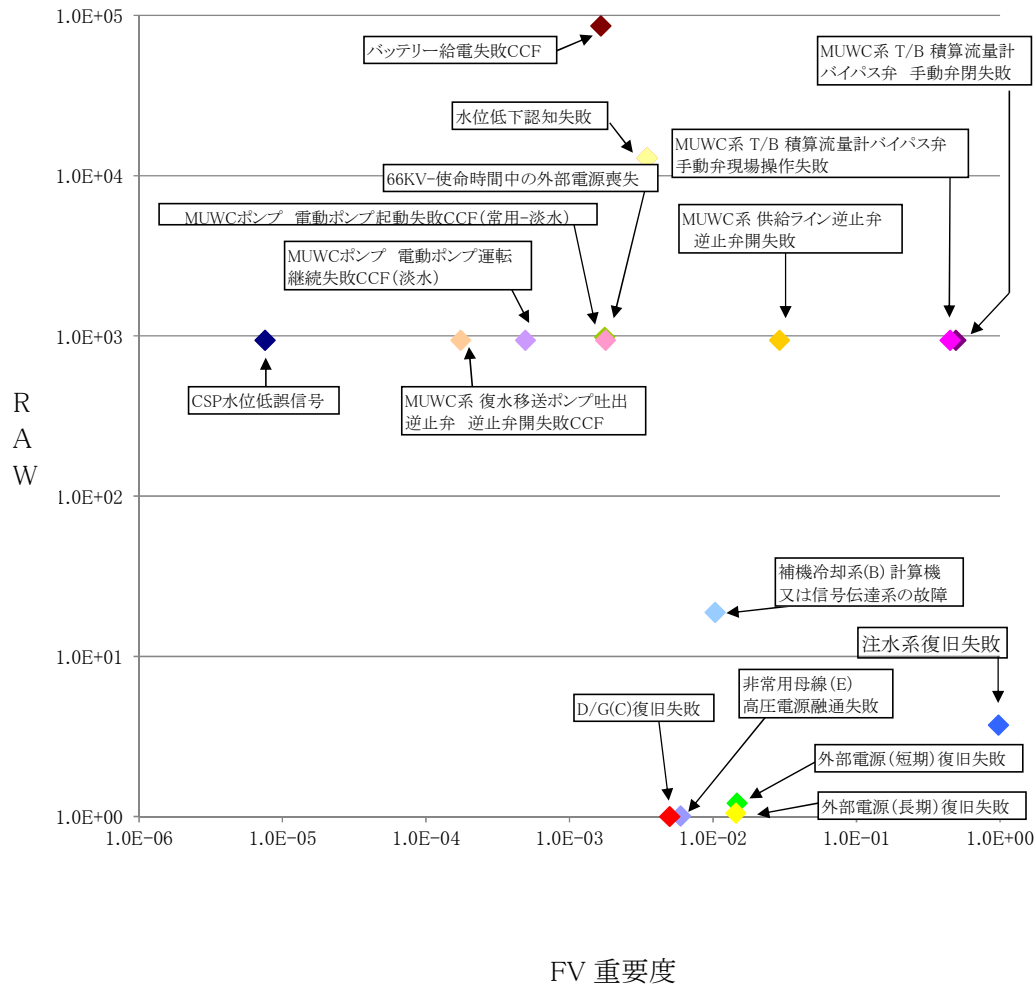 1.0E+05
バッテリー給電失敗CCF
MUWC系 T/B 積算流量計
バイパス弁 手動弁閉失敗
水位低下認知失敗
MUWC系 T/B 積算流量計バイパス弁
手動弁現場操作失敗
1.0E+04
66KV-使命時間中の外部電源喪失
MUWCポンプ 電動ポンプ起動失敗CCF(常用-淡水)
MUWC系 供給ライン逆止弁
逆止弁開失敗
MUWCポンプ 電動ポンプ運転
継続失敗CCF(淡水)
1.0E+03
CSP水位低誤信号
MUWC系 復水移送ポンプ吐出
逆止弁 逆止弁開失敗CCF
R
A
W
1.0E+02
補機冷却系(B) 計算機
又は信号伝達系の故障
注水系復旧失敗
1.0E+01
非常用母線(E)
高圧電源融通失敗
D/G(C)復旧失敗
外部電源(短期)復旧失敗
外部電源(長期)復旧失敗
1.0E+00
1.0E-06
1.0E-05
1.0E-04
1.0E-03
1.0E-02
1.0E-01
1.0E+00
FV 重要度